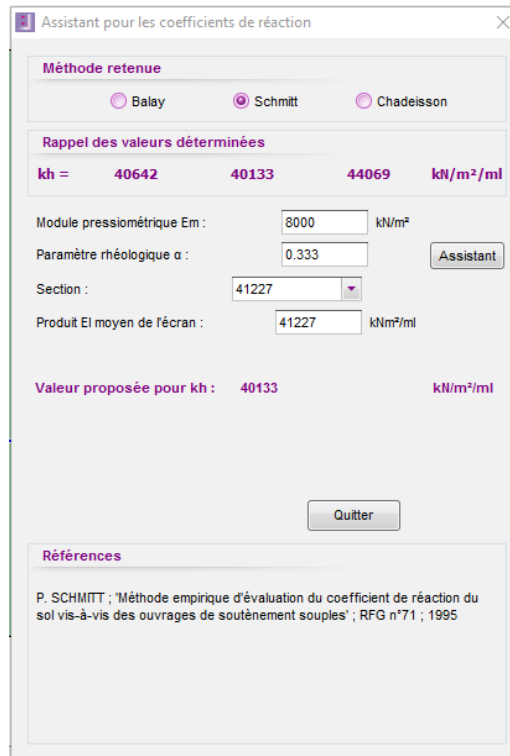 Assistant pour les coefficients de réaction
Méthode retenue
Balay Schmitt Chadeisson
Rappel des valeurs déterminées
kh = 40642 40133 44069 kN/m²/ml
Module pressiométrique Em : 8000 kN/m²
Paramètre rhéologique α : 0.333 Assistant
Section : 41227
Produit EI moyen de l'écran : 41227 kNm²/ml
Valeur proposée pour kh : 40133 kN/m²/ml
Quitter
Références
P. SCHMITT ; 'Méthode empirique d'évaluation du coefficient de réaction du
sol vis-à-vis des ouvrages de soutènement souples' ; RFG n°71 ; 1995